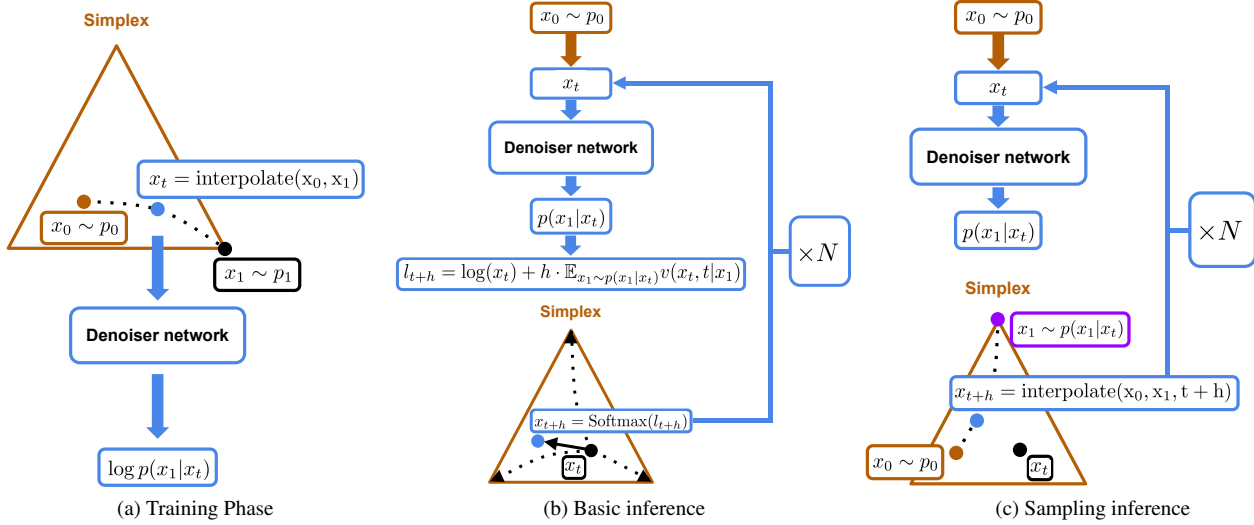 Simplex
x_t = interpolate(x_0, x_1)
x_0 ∼ p_0
x_1 ∼ p_1
Denoiser network
log p(x_1|x_t)
(a) Training Phase
x_0 ∼ p_0
x_t
Denoiser network
p(x_1|x_t)
l_{t+h} = log(x_t) + h · 𝔼_{x_1∼p(x_1|x_t)} v(x_t, t|x_1)
×N
Simplex
x_{t+h} = Softmax(l_{t+h})
x_t
(b) Basic inference
x_0 ∼ p_0
x_t
Denoiser network
p(x_1|x_t)
×N
Simplex
x_1 ∼ p(x_1|x_t)
x_{t+h} = interpolate(x_0, x_1, t + h)
x_0 ∼ p_0
x_t
(c) Sampling inference